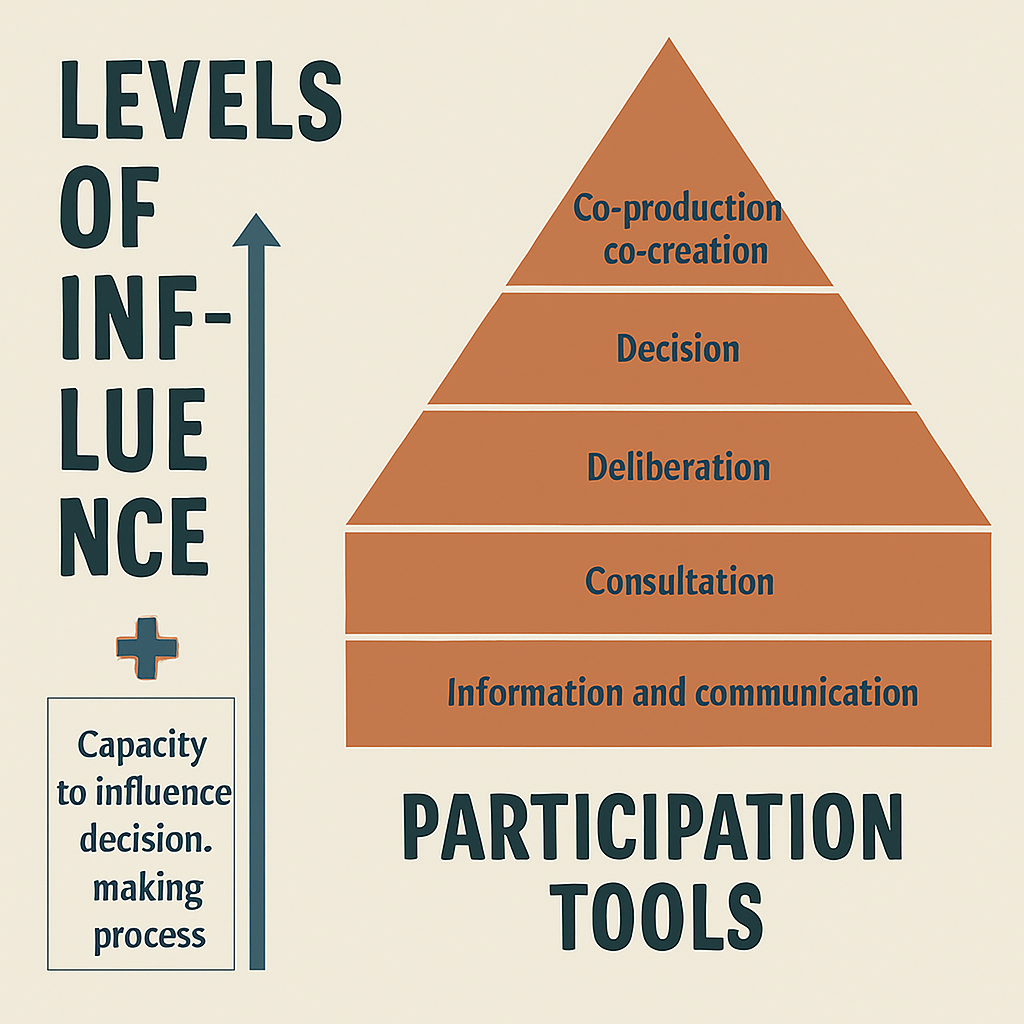 LEVELS
OF
INF-
LUE
NCE
Capacity
to influence
decision.
making
process
Co-production
co-creation
Decision
Deliberation
Consultation
Information and communication
PARTICIPATION
TOOLS